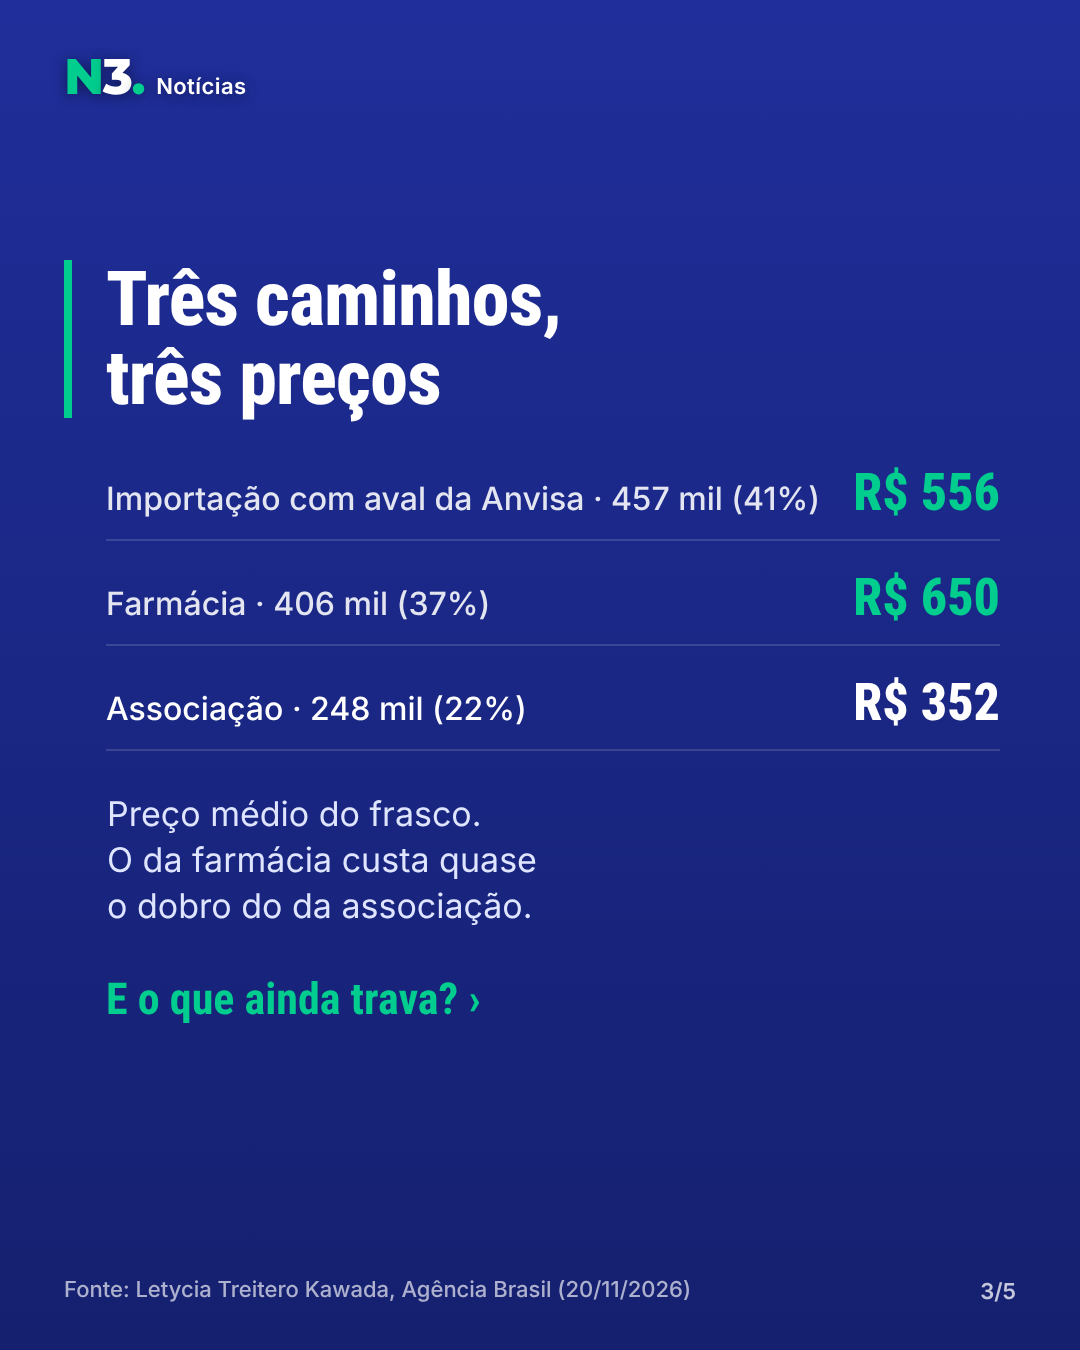 N3. Notícias
Três caminhos,
três preços
Importação com aval da Anvisa · 457 mil (41%) R$ 556
Farmácia · 406 mil (37%) R$ 650
Associação · 248 mil (22%) R$ 352
Preço médio do frasco.
O da farmácia custa quase
o dobro do da associação.
E o que ainda trava? ›
Fonte: Letycia Treitero Kawada, Agência Brasil (20/11/2026) 3/5